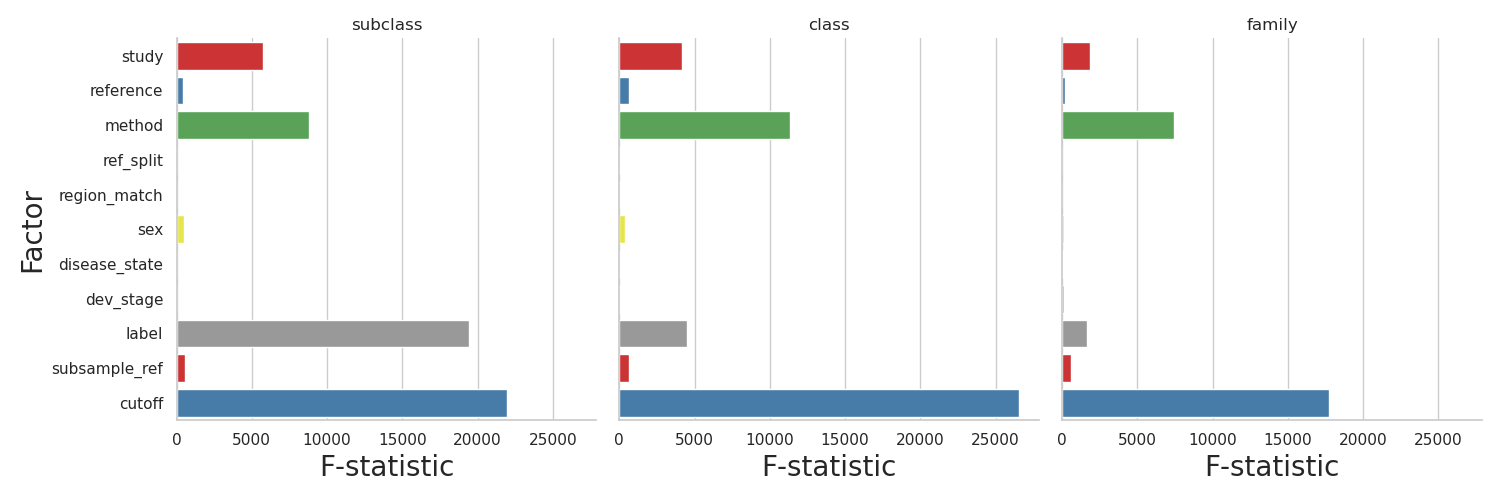 subclass
class
family
Factor
study
reference
method
ref_split
region_match
sex
disease_state
dev_stage
label
subsample_ref
cutoff
0 5000 10000 15000 20000 25000
0 5000 10000 15000 20000 25000
0 5000 10000 15000 20000 25000
F-statistic
F-statistic
F-statistic